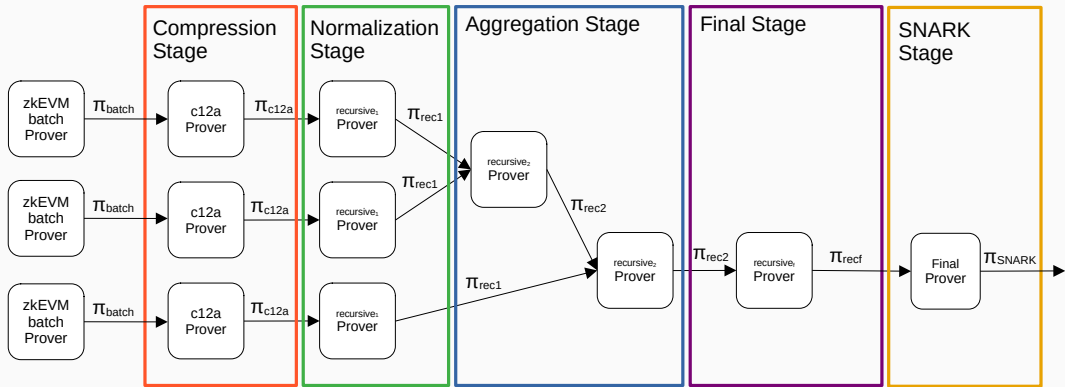 Compression
Stage
Normalization
Stage
Aggregation Stage
Final Stage
SNARK
Stage
zkEVM
batch
Prover
πbatch
c12a
Prover
πc12a
recursive₁
Prover
πrec1
zkEVM
batch
Prover
πbatch
c12a
Prover
πc12a
recursive₁
Prover
πrec1
recursive₂
Prover
πrec2
zkEVM
batch
Prover
πbatch
c12a
Prover
πc12a
recursive₁
Prover
πrec1
recursive₂
Prover
πrec2
recursivef
Prover
πrecf
Final
Prover
πSNARK